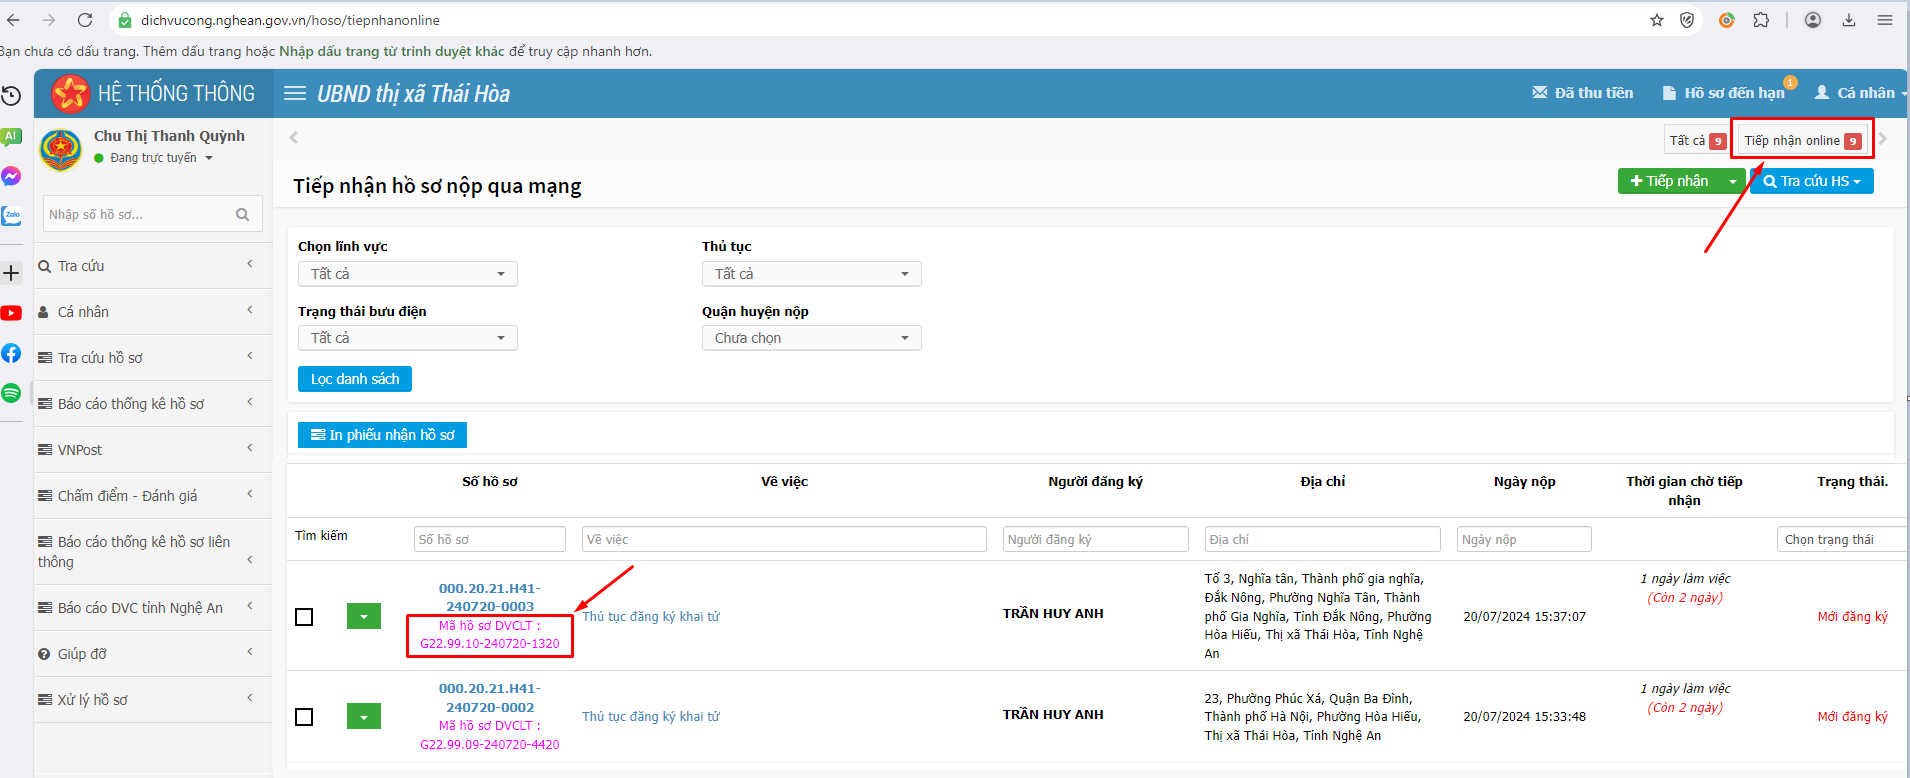 dichvucong.nghean.gov.vn/hoso/tiepnhanonline
Bạn chưa có dấu trang. Thêm dấu trang hoặc Nhập dấu trang từ trình duyệt khác để truy cập nhanh hơn.
HỆ THỐNG THÔNG
UBND thị xã Thái Hòa
Đã thu tiền
Hồ sơ đến hạn 1
Cá nhân
AI
Zalo
Chu Thị Thanh Quỳnh
Đang trực tuyến
Tất cả 9
Tiếp nhận online 9
Tiếp nhận hồ sơ nộp qua mạng
Tiếp nhận
Tra cứu HS
Nhập số hồ sơ...
Tra cứu
Cá nhân
Tra cứu hồ sơ
Báo cáo thống kê hồ sơ
VNPost
Chấm điểm - Đánh giá
Báo cáo thống kê hồ sơ liên
thông
Báo cáo DVC tỉnh Nghệ An
Giúp đỡ
Xử lý hồ sơ
Chọn lĩnh vực
Thủ tục
Tất cả
Tất cả
Trạng thái bưu điện
Quận huyện nộp
Tất cả
Chưa chọn
Lọc danh sách
In phiếu nhận hồ sơ
Số hồ sơ
Về việc
Người đăng ký
Địa chỉ
Ngày nộp
Thời gian chờ tiếp
nhận
Trạng thái.
Tìm kiếm
Số hồ sơ
Về việc
Người đăng ký
Địa chỉ
Ngày nộp
Chọn trạng thái
000.20.21.H41-
240720-0003
Mã hồ sơ DVCLT :
G22.99.10-240720-1320
Thủ tục đăng ký khai tử
TRẦN HUY ANH
Tổ 3, Nghĩa tân, Thành phố gia nghĩa,
Đắk Nông, Phường Nghĩa Tân, Thành
phố Gia Nghĩa, Tỉnh Đắk Nông, Phường
Hòa Hiếu, Thị xã Thái Hòa, Tỉnh Nghệ
An
20/07/2024 15:37:07
1 ngày làm việc
(Còn 2 ngày)
Mới đăng ký
000.20.21.H41-
240720-0002
Mã hồ sơ DVCLT :
G22.99.09-240720-4420
Thủ tục đăng ký khai tử
TRẦN HUY ANH
23, Phường Phúc Xá, Quận Ba Đình,
Thành phố Hà Nội, Phường Hòa Hiếu,
Thị xã Thái Hòa, Tỉnh Nghệ An
20/07/2024 15:33:48
1 ngày làm việc
(Còn 2 ngày)
Mới đăng ký